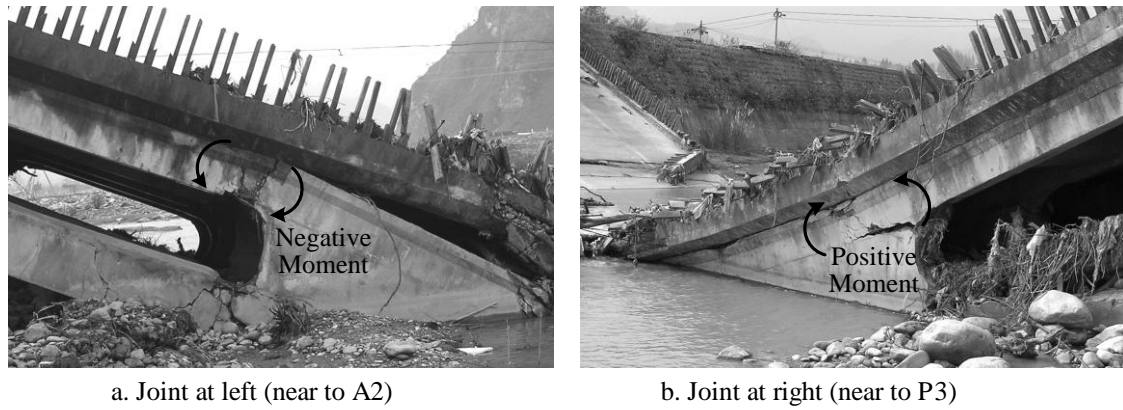 Negative
Moment
Positive
Moment
a. Joint at left (near to A2)
b. Joint at right (near to P3)